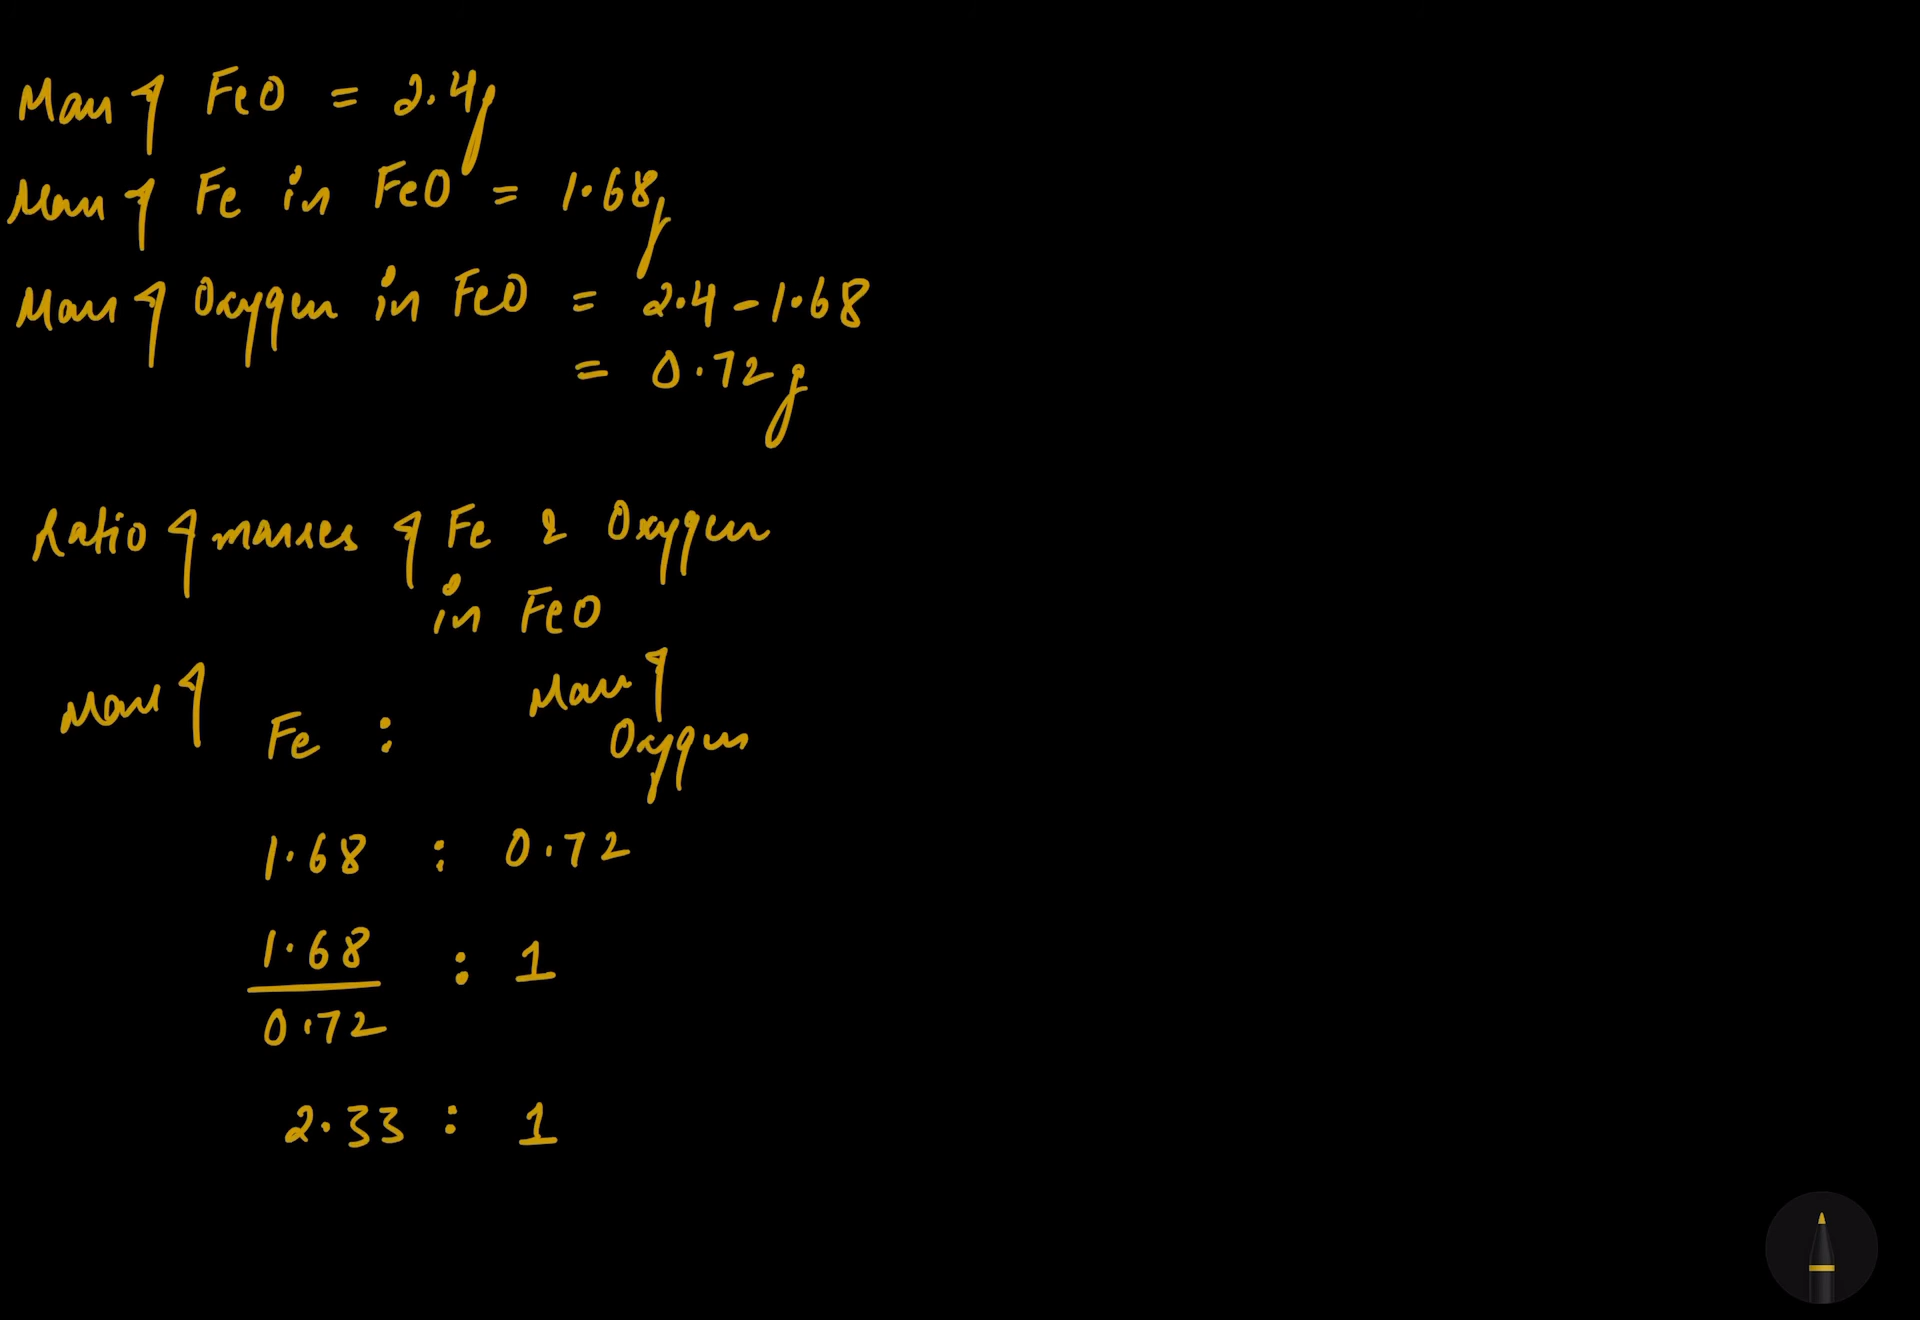 Mass of FeO = 2.4g
Mass of Fe in FeO = 1.68g
Mass of Oxygen in FeO = 2.4 - 1.68
= 0.72g
Ratio of masses of Fe & Oxygen
in FeO
Mass of Fe : Mass of Oxygen
1.68 : 0.72
1.68/0.72 : 1
2.33 : 1